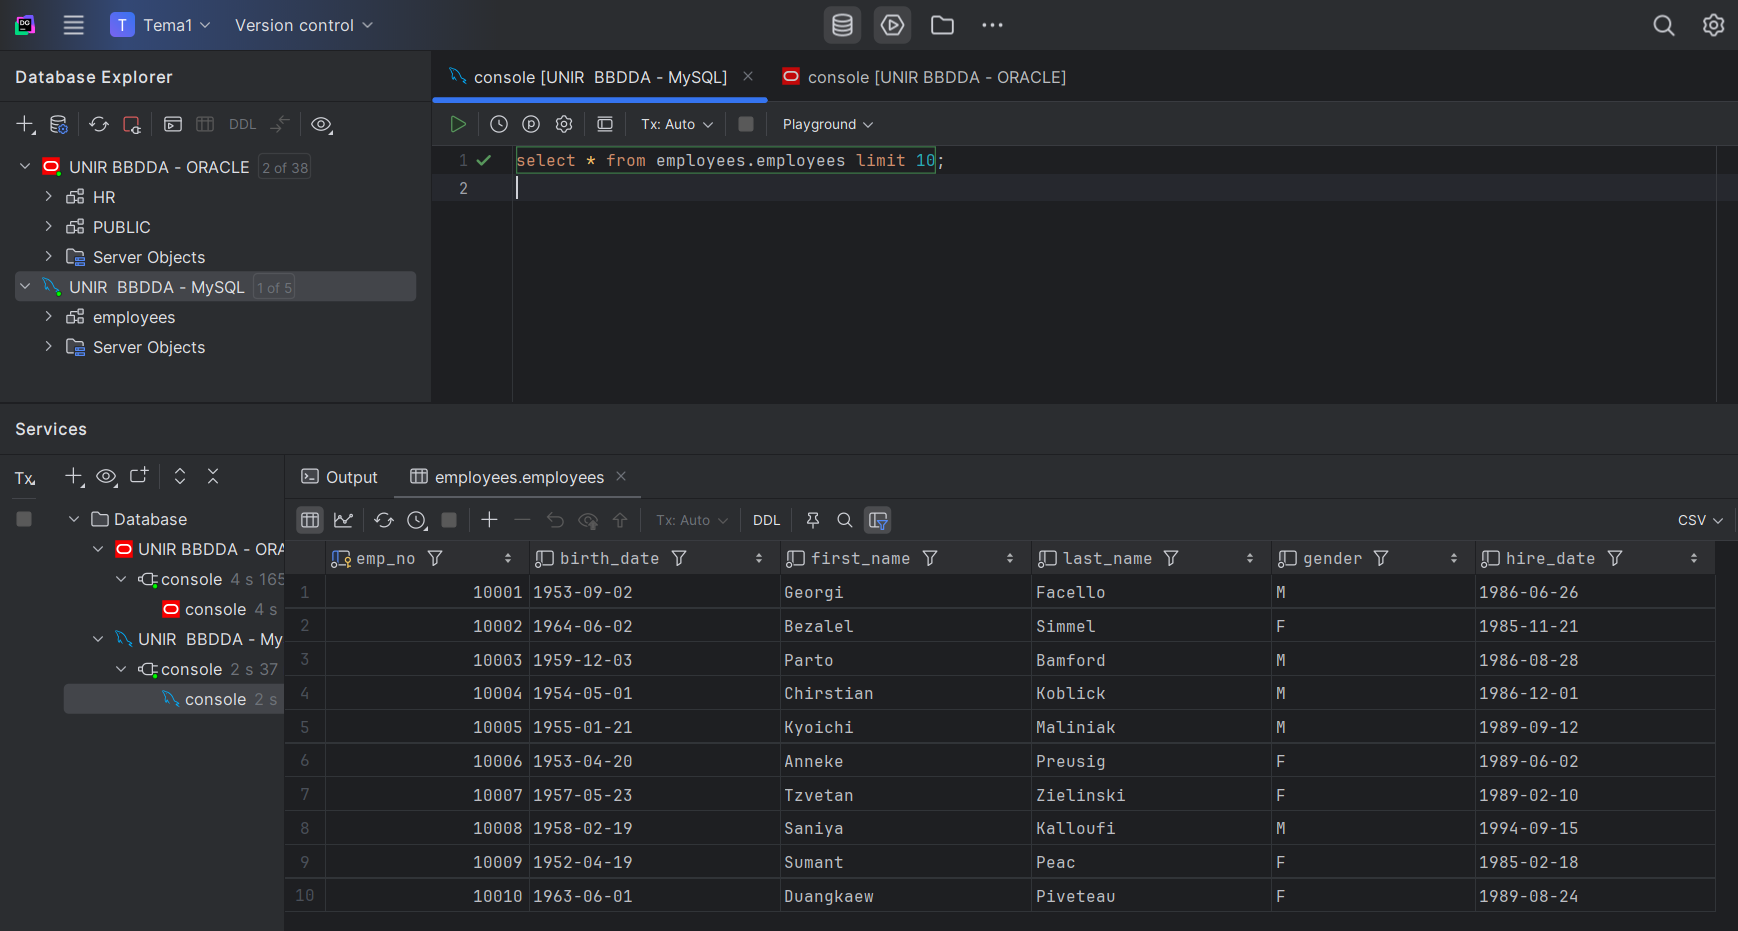 T Tema1 Version control
Database Explorer
console [UNIR  BBDDA - MySQL]
console [UNIR BBDDA - ORACLE]
DDL
Tx: Auto
Playground
UNIR BBDDA - ORACLE 2 of 38
HR
PUBLIC
Server Objects
UNIR  BBDDA - MySQL 1 of 5
employees
Server Objects
1 select * from employees.employees limit 10;
2
Services
Tx
Output
employees.employees
Tx: Auto
DDL
CSV
Database
UNIR BBDDA - ORA
console 4 s 165
console 4 s
UNIR  BBDDA - My
console 2 s 37
console 2 s
emp_no birth_date first_name last_name gender hire_date
1 10001 1953-09-02 Georgi Facello M 1986-06-26
2 10002 1964-06-02 Bezalel Simmel F 1985-11-21
3 10003 1959-12-03 Parto Bamford M 1986-08-28
4 10004 1954-05-01 Chirstian Koblick M 1986-12-01
5 10005 1955-01-21 Kyoichi Maliniak M 1989-09-12
6 10006 1953-04-20 Anneke Preusig F 1989-06-02
7 10007 1957-05-23 Tzvetan Zielinski F 1989-02-10
8 10008 1958-02-19 Saniya Kalloufi M 1994-09-15
9 10009 1952-04-19 Sumant Peac F 1985-02-18
10 10010 1963-06-01 Duangkaew Piveteau F 1989-08-24